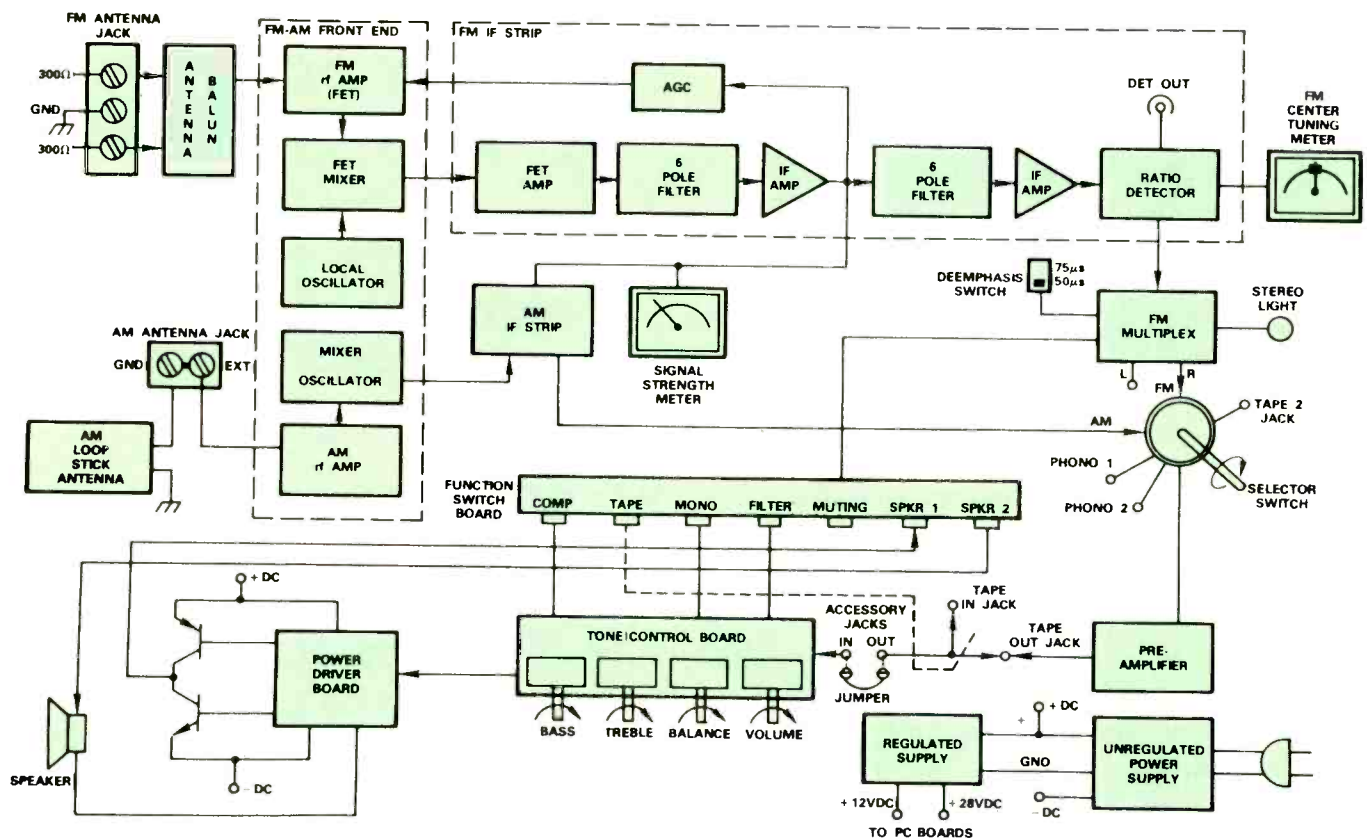 FM ANTENNA
JACK
300Ω
GND
300Ω
ANTENNA
BALUN
FM-AM FRONT END
FM
rf AMP
(FET)
FET
MIXER
LOCAL
OSCILLATOR
MIXER
OSCILLATOR
AM
rf AMP
FM IF STRIP
AGC
FET
AMP
6
POLE
FILTER
IF
AMP
6
POLE
FILTER
IF
AMP
RATIO
DETECTOR
DET OUT
FM
CENTER
TUNING
METER
AM ANTENNA JACK
GND
EXT
AM
LOOP
STICK
ANTENNA
AM
IF STRIP
SIGNAL
STRENGTH
METER
DEEMPHASIS
SWITCH
75μs
50μs
FM
MULTIPLEX
STEREO
LIGHT
L
R
FM
AM
TAPE 2
JACK
PHONO 1
PHONO 2
SELECTOR
SWITCH
FUNCTION
SWITCH
BOARD
COMP
TAPE
MONO
FILTER
MUTING
SPKR 1
SPKR 2
+ DC
POWER
DRIVER
BOARD
- DC
SPEAKER
TONE CONTROL BOARD
BASS
TREBLE
BALANCE
VOLUME
ACCESSORY
JACKS
IN
OUT
JUMPER
TAPE
IN JACK
TAPE
OUT JACK
PRE-
AMPLIFIER
REGULATED
SUPPLY
+
+ DC
GNO
-DC
UNREGULATED
POWER
SUPPLY
+12VDC
+28VDC
TO PC BOARDS